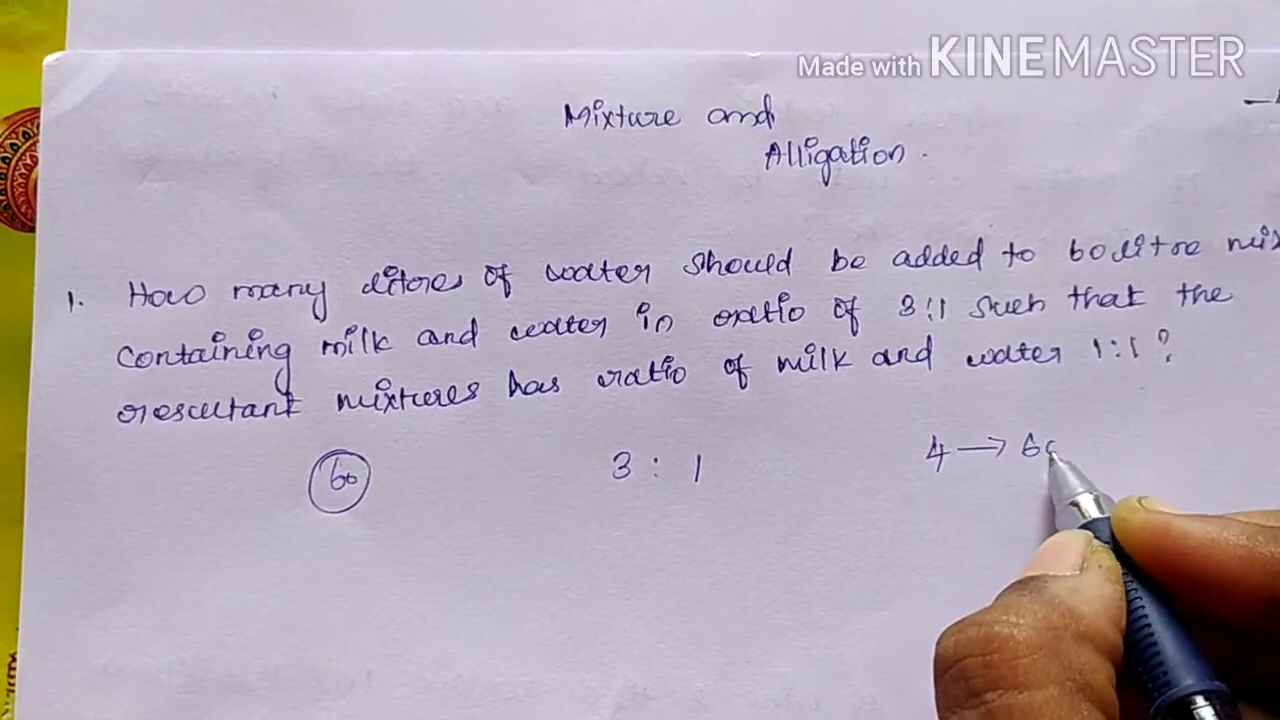 Made with KINEMASTER
Mixture and
Alligation.
1. How many litres of water should be added to 60 litre mix
containing milk and water in ratio of 3:1 such that the
resultant mixtures has ratio of milk and water 1:1?
60
3 : 1
4 → 60